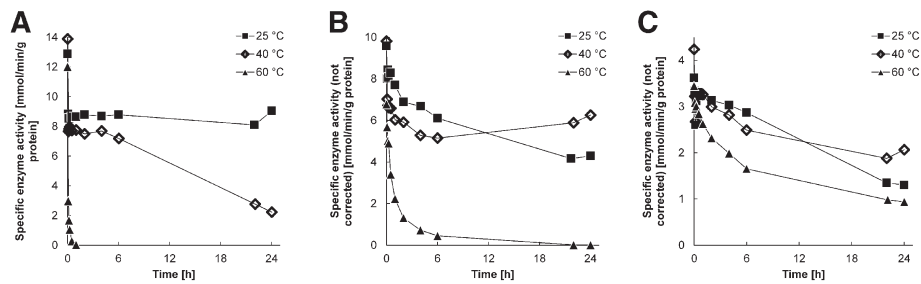 A
Specific enzyme activity [mmol/min/g
protein]
14
12
10
8
6
4
2
0
0
6
12
18
24
Time [h]
25 °C
40 °C
60 °C
B
Specific enzyme activity (not
corrected) [mmol/min/g protein]
10
8
6
4
2
0
0
6
12
18
24
Time [h]
25 °C
40 °C
60 °C
C
Specific enzyme activity (not
corrected) [mmol/min/g protein]
4
3
2
1
0
0
6
12
18
24
Time [h]
25 °C
40 °C
60 °C